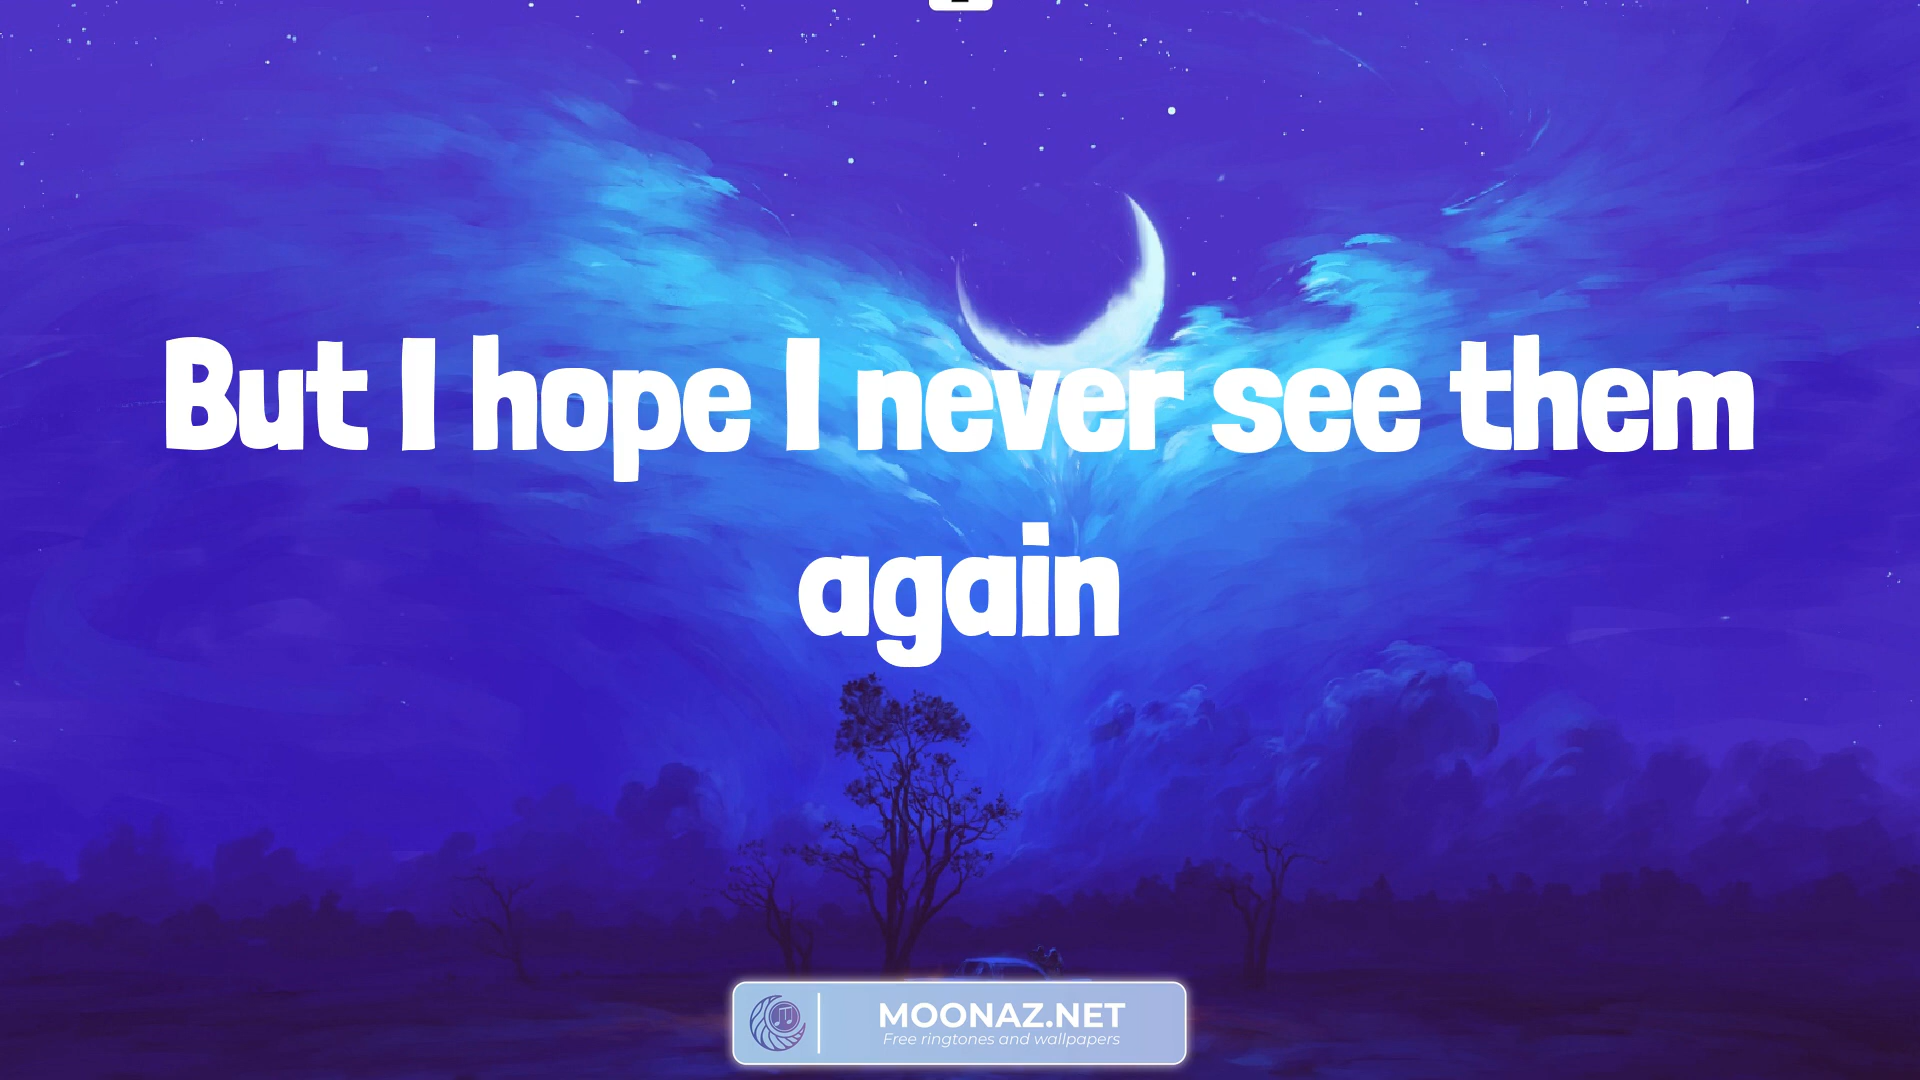 But I hope I never see them
again
MOONAZ.NET
Free ringtones and wallpapers